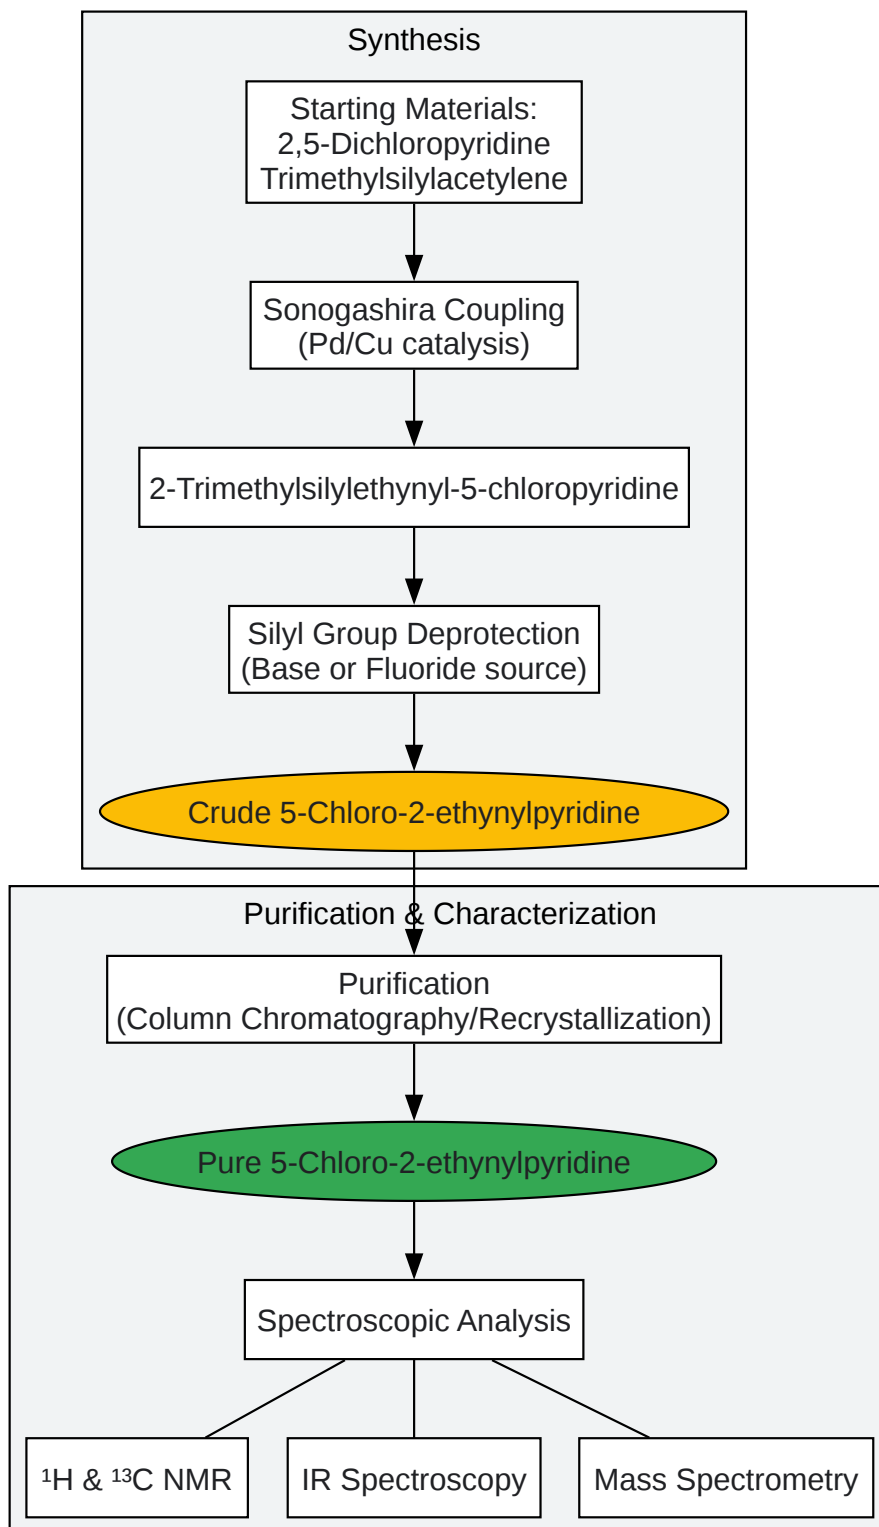 Synthesis
Starting Materials:
2,5-Dichloropyridine
Trimethylsilylacetylene
Sonogashira Coupling
(Pd/Cu catalysis)
2-Trimethylsilylethynyl-5-chloropyridine
Silyl Group Deprotection
(Base or Fluoride source)
Crude 5-Chloro-2-ethynylpyridine
Purification & Characterization
Purification
(Column Chromatography/Recrystallization)
Pure 5-Chloro-2-ethynylpyridine
Spectroscopic Analysis
¹H & ¹³C NMR
IR Spectroscopy
Mass Spectrometry